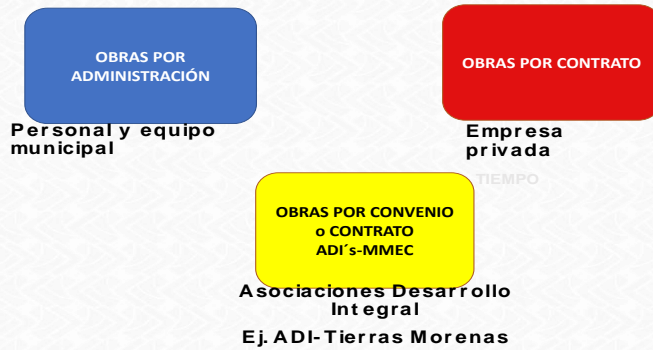 OBRAS POR
ADMINISTRACIÓN
Personal y equipo
municipal
OBRAS POR CONTRATO
Empresa
privada
TIEMPO
OBRAS POR CONVENIO
o CONTRATO
ADI´s-MMEC
Asociaciones Desarrollo
Integral
Ej. ADI-Tierras Morenas